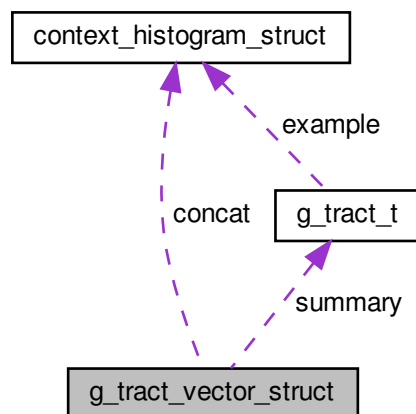 context_histogram_struct
example
g_tract_t
concat
summary
g_tract_vector_struct